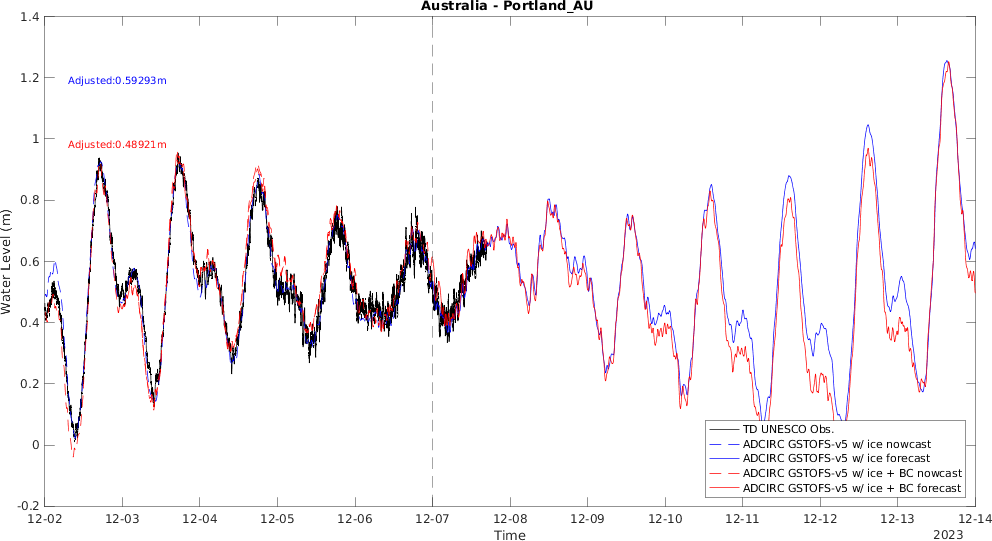 Australia - Portland_AU
1.4
1.2
1
0.8
0.6
0.4
0.2
0
-0.2
Water Level (m)
Adjusted:0.59293m
Adjusted:0.48921m
TD UNESCO Obs.
ADCIRC GSTOFS-v5 w/ ice nowcast
ADCIRC GSTOFS-v5 w/ ice forecast
ADCIRC GSTOFS-v5 w/ ice + BC nowcast
ADCIRC GSTOFS-v5 w/ ice + BC forecast
12-02 12-03 12-04 12-05 12-06 12-07 12-08 12-09 12-10 12-11 12-12 12-13 12-14
Time
2023